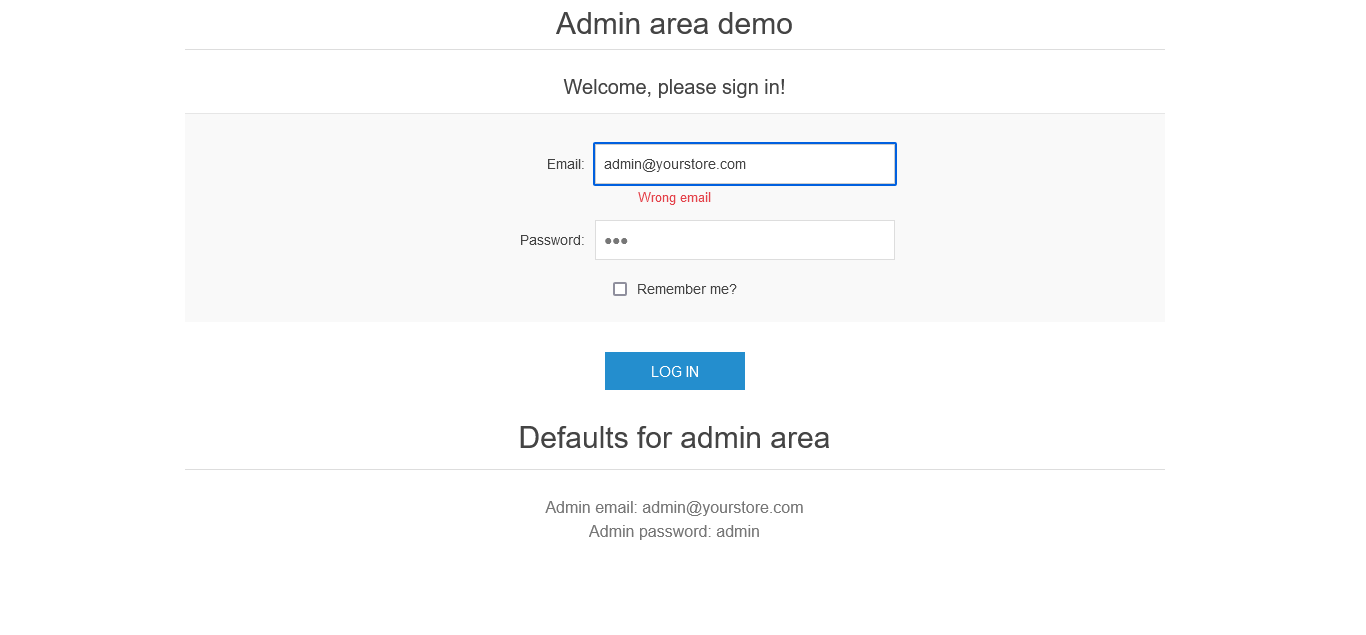 Admin area demo
Welcome, please sign in!
Email: admin@yourstore.com
Wrong email
Password: •••
Remember me?
LOG IN
Defaults for admin area
Admin email: admin@yourstore.com
Admin password: admin